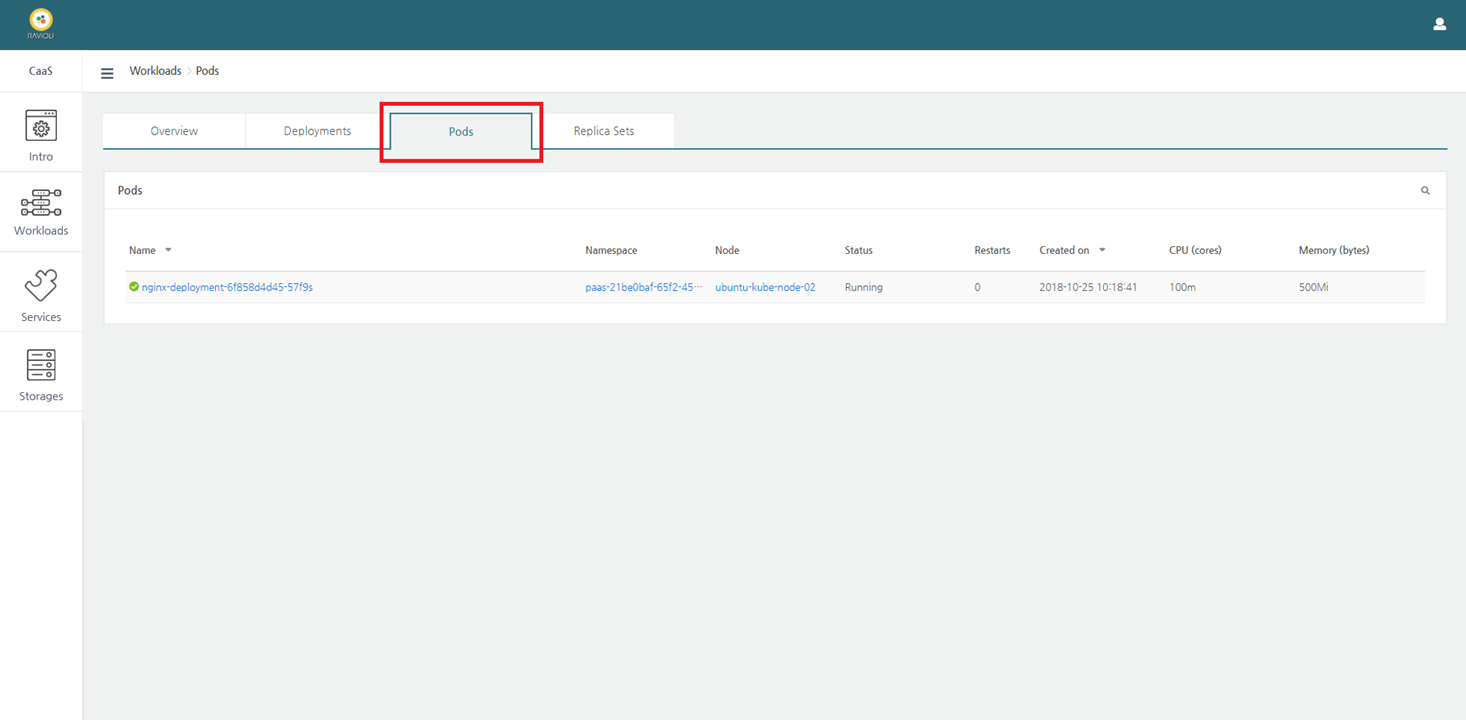 RAVIOLI
CaaS
Workloads > Pods
Intro
Workloads
Services
Storages
Overview Deployments Pods Replica Sets
Pods
Name Namespace Node Status Restarts Created on CPU (cores) Memory (bytes)
nginx-deployment-6f858d4d45-57f9s paas-21be0baf-65f2-45··· ubuntu-kube-node-02 Running 0 2018-10-25 10:18:41 100m 500Mi